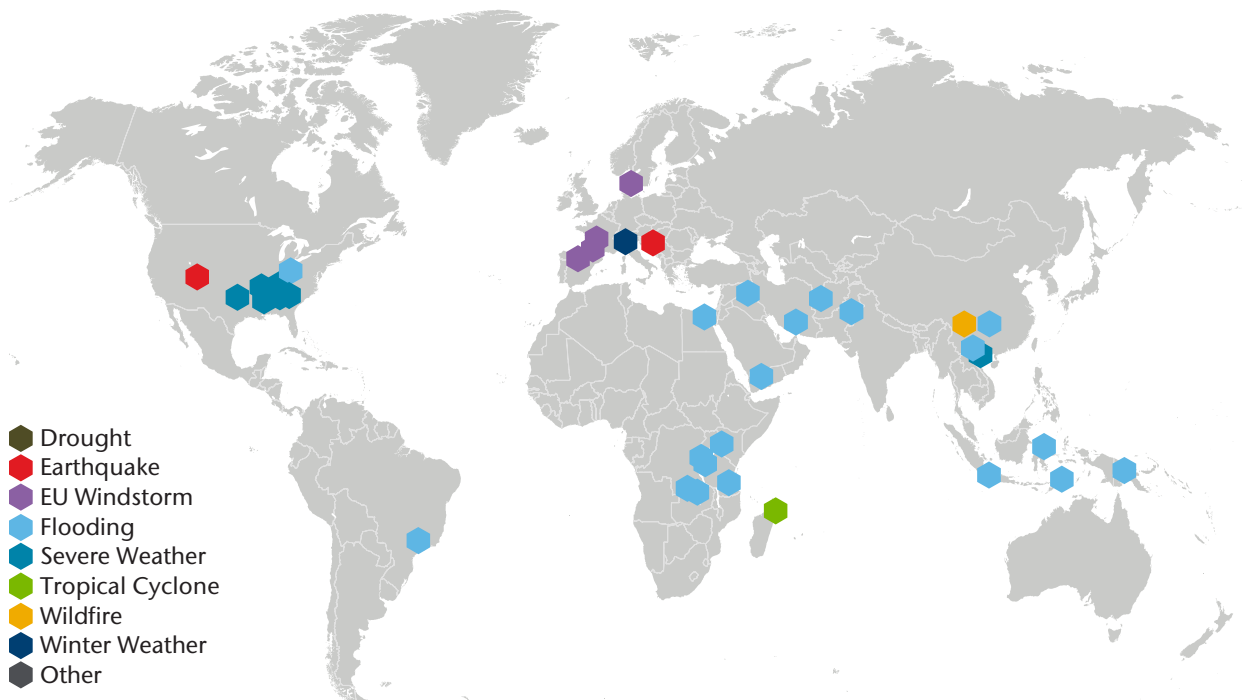 Drought
Earthquake
EU Windstorm
Flooding
Severe Weather
Tropical Cyclone
Wildfire
Winter Weather
Other